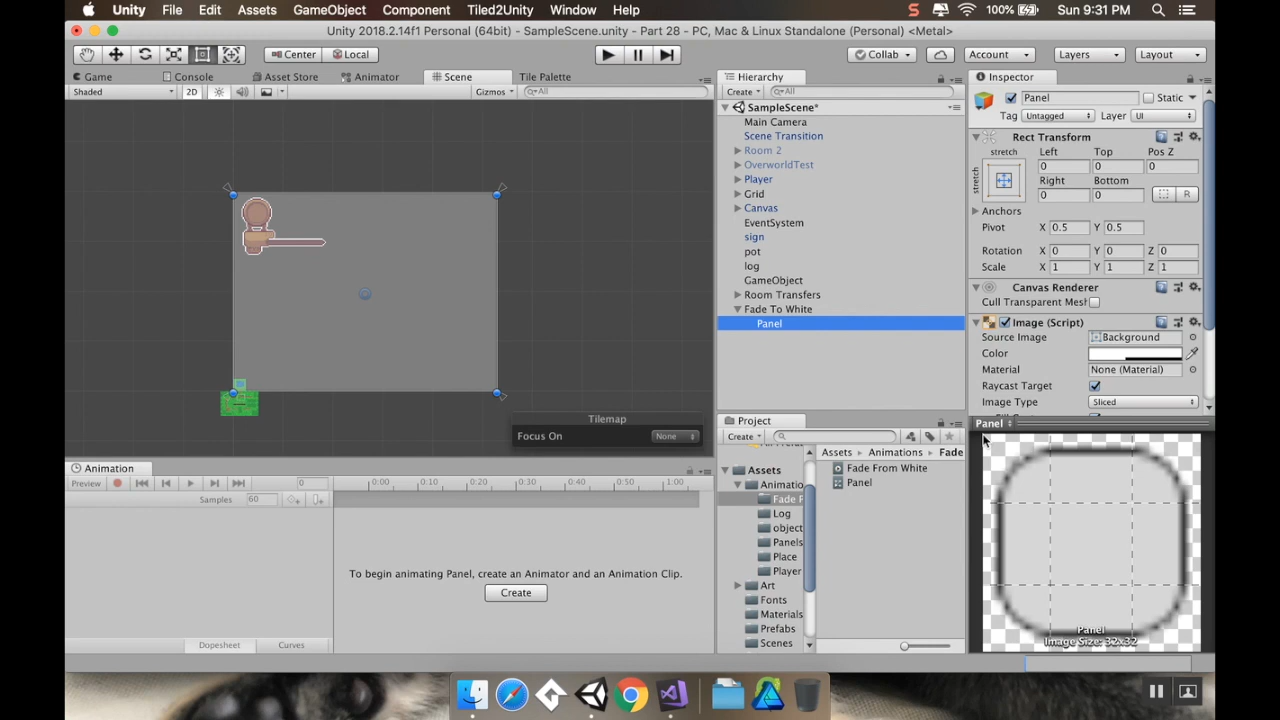 Unity File Edit Assets GameObject Component Tiled2Unity Window Help 100% Sun 9:31 PM
Unity 2018.2.14f1 Personal (64bit) - SampleScene.unity - Part 28 - PC, Mac & Linux Standalone (Personal) <Metal>
Center Local Collab Account Layers Layout
Game Console Asset Store Animator Scene Tile Palette Hierarchy Inspector
Shaded 2D Gizmos All Create All Panel Static
SampleScene* Tag Untagged Layer UI
Main Camera Rect Transform
Scene Transition stretch Left Top Pos Z
Room 2 stretch 0 0 0
OverworldTest Right Bottom
Player 0 0 R
Grid Anchors
Canvas Pivot X 0.5 Y 0.5
EventSystem
sign Rotation X 0 Y 0 Z 0
pot Scale X 1 Y 1 Z 1
log
GameObject Canvas Renderer
Room Transfers Cull Transparent Mesh
Fade To White Image (Script)
Panel Source Image Background
Color
Material None (Material)
Raycast Target
Image Type Sliced
Tilemap
Focus On None
Project
Panel
Create
Assets Animations Fade
Assets Fade From White
Animatio Panel
Fade F
Log
object
Panels
Place
Player
Art
Fonts
Materials
Prefabs
Scenes
Animation
Preview 0 0:00 0:10 0:20 0:30 0:40 0:50 1:00
Samples 60
To begin animating Panel, create an Animator and an Animation Clip.
Create
Dopesheet Curves
Panel
Image Size: 32x32